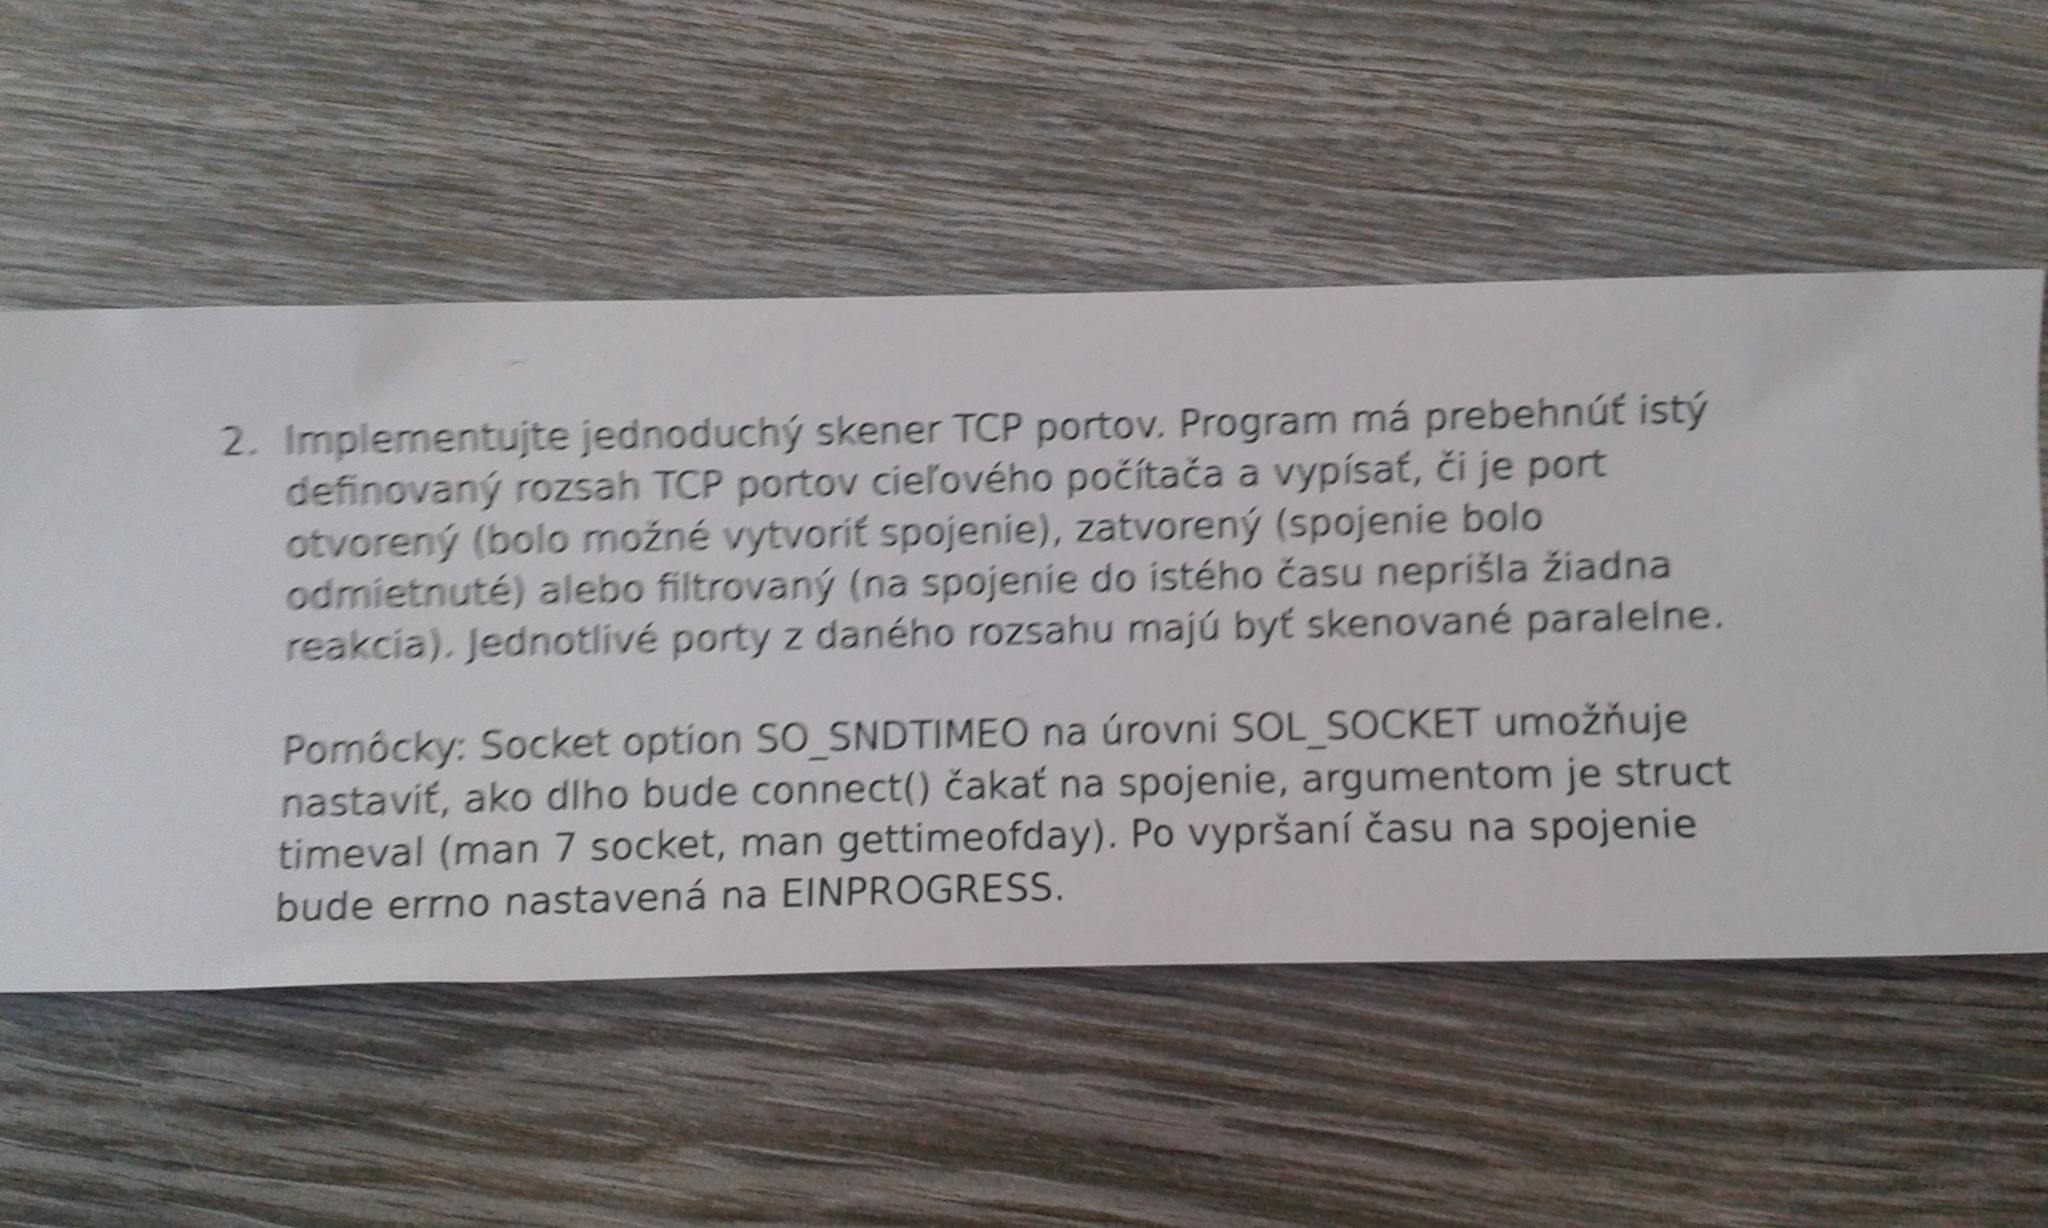 2. Implementujte jednoduchý skener TCP portov. Program má prebehnúť istý
definovaný rozsah TCP portov cieľového počítača a vypísať, či je port
otvorený (bolo možné vytvoriť spojenie), zatvorený (spojenie bolo
odmietnuté) alebo filtrovaný (na spojenie do istého času neprišla žiadna
reakcia). Jednotlivé porty z daného rozsahu majú byť skenované paralelne.
Pomôcky: Socket option SO_SNDTIMEO na úrovni SOL_SOCKET umožňuje
nastaviť, ako dlho bude connect() čakať na spojenie, argumentom je struct
timeval (man 7 socket, man gettimeofday). Po vypršaní času na spojenie
bude errno nastavená na EINPROGRESS.